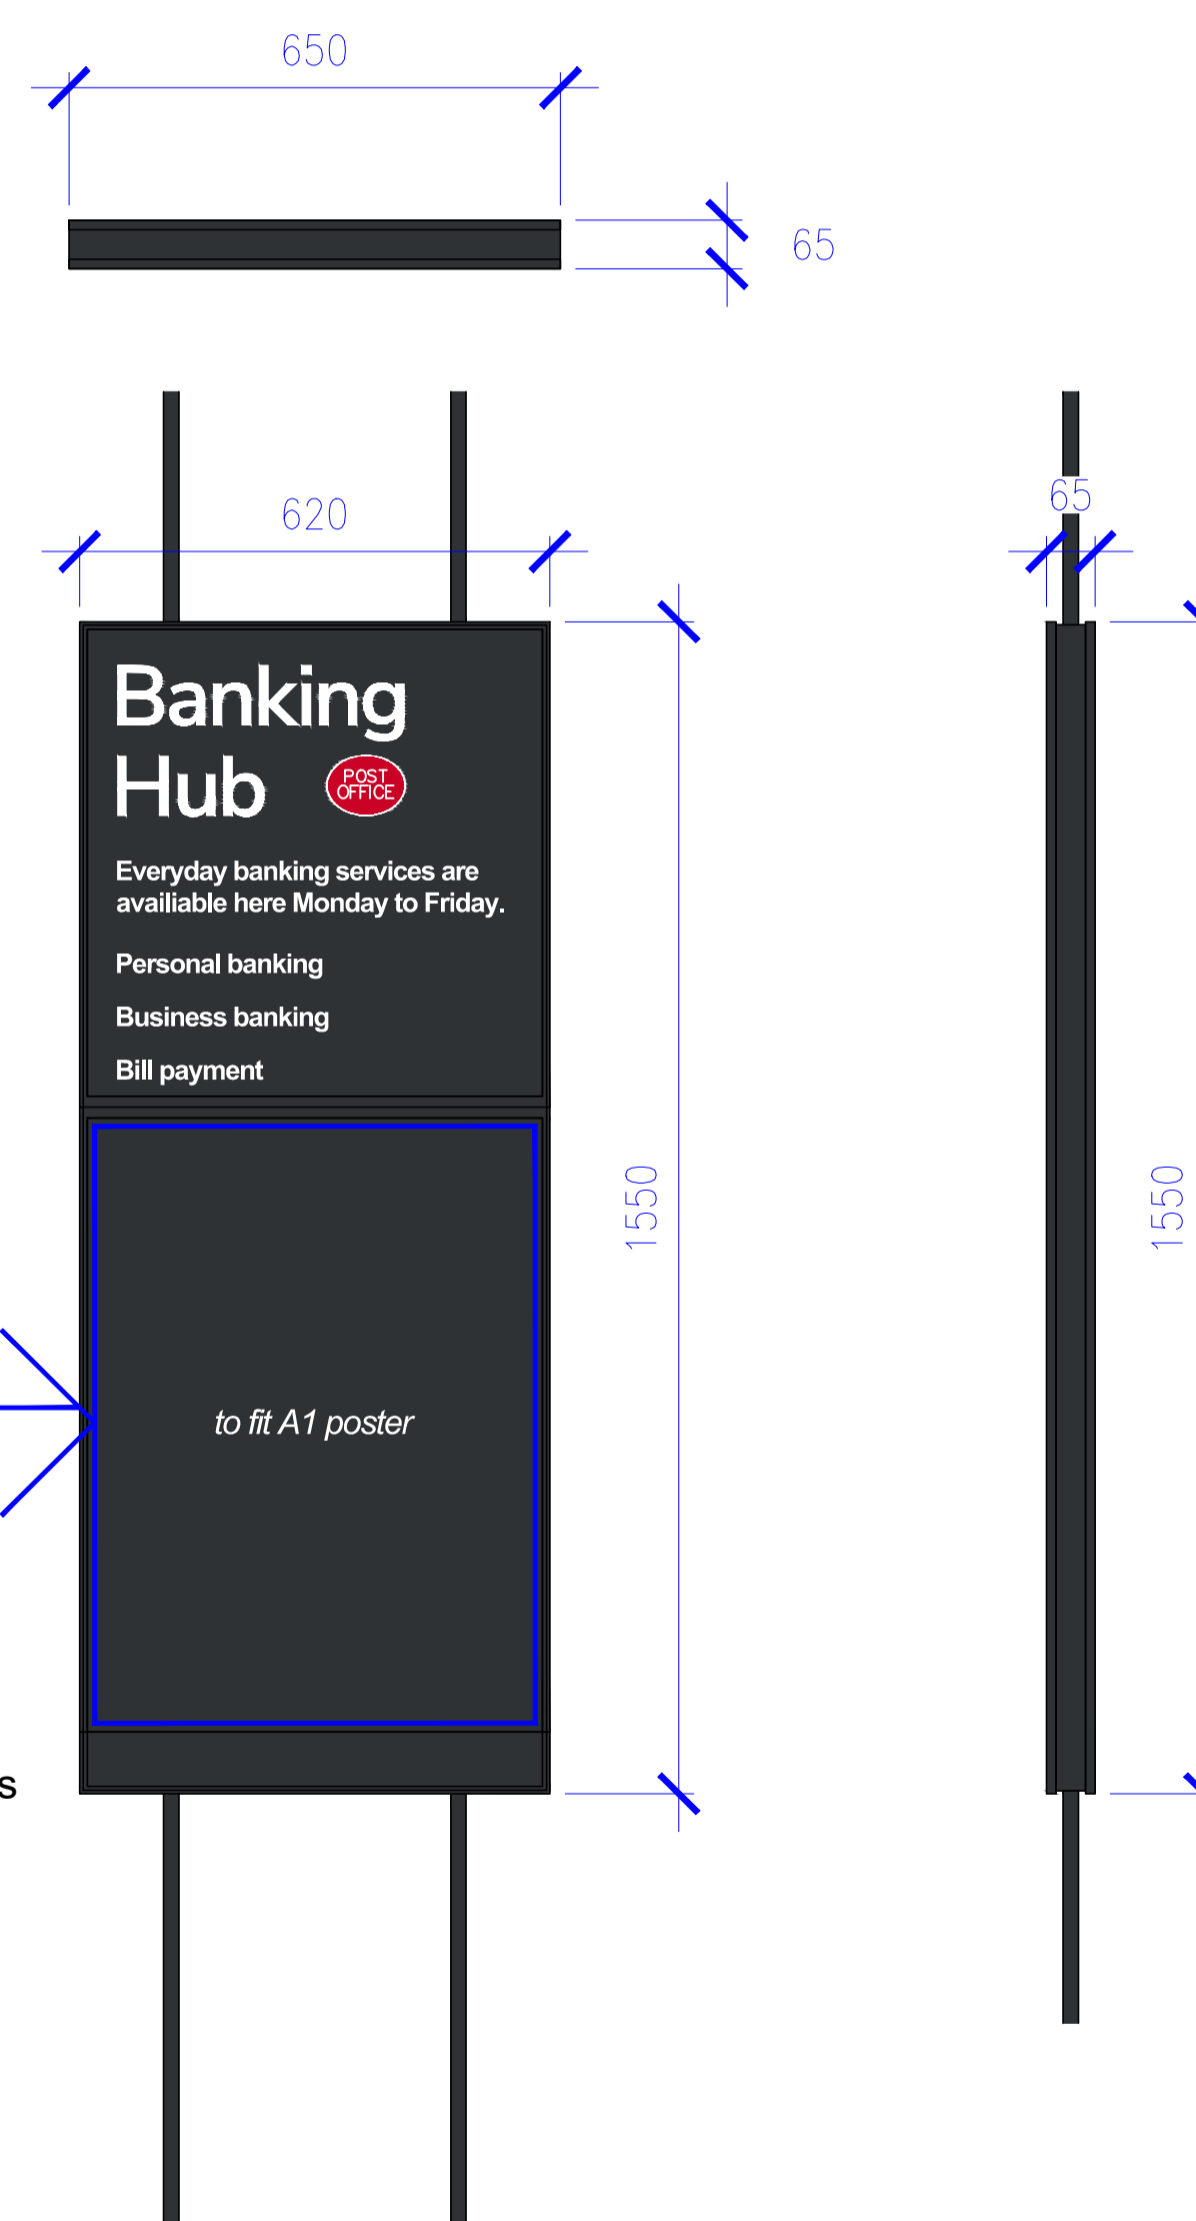 650
65
620
65
Banking
Hub
POST
OFFICE
Everyday banking services are
availiable here Monday to Friday.
Personal banking
Business banking
Bill payment
1550
1550
to fit A1 poster
s